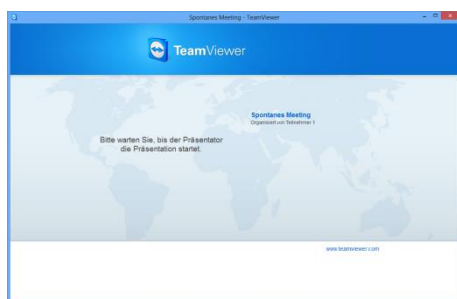 Spontanes Meeting - TeamViewer
TeamViewer
Spontanes Meeting
Organisiert von Teilnehmer 1
Bitte warten Sie, bis der Präsentator
die Präsentation startet.
www.teamviewer.com